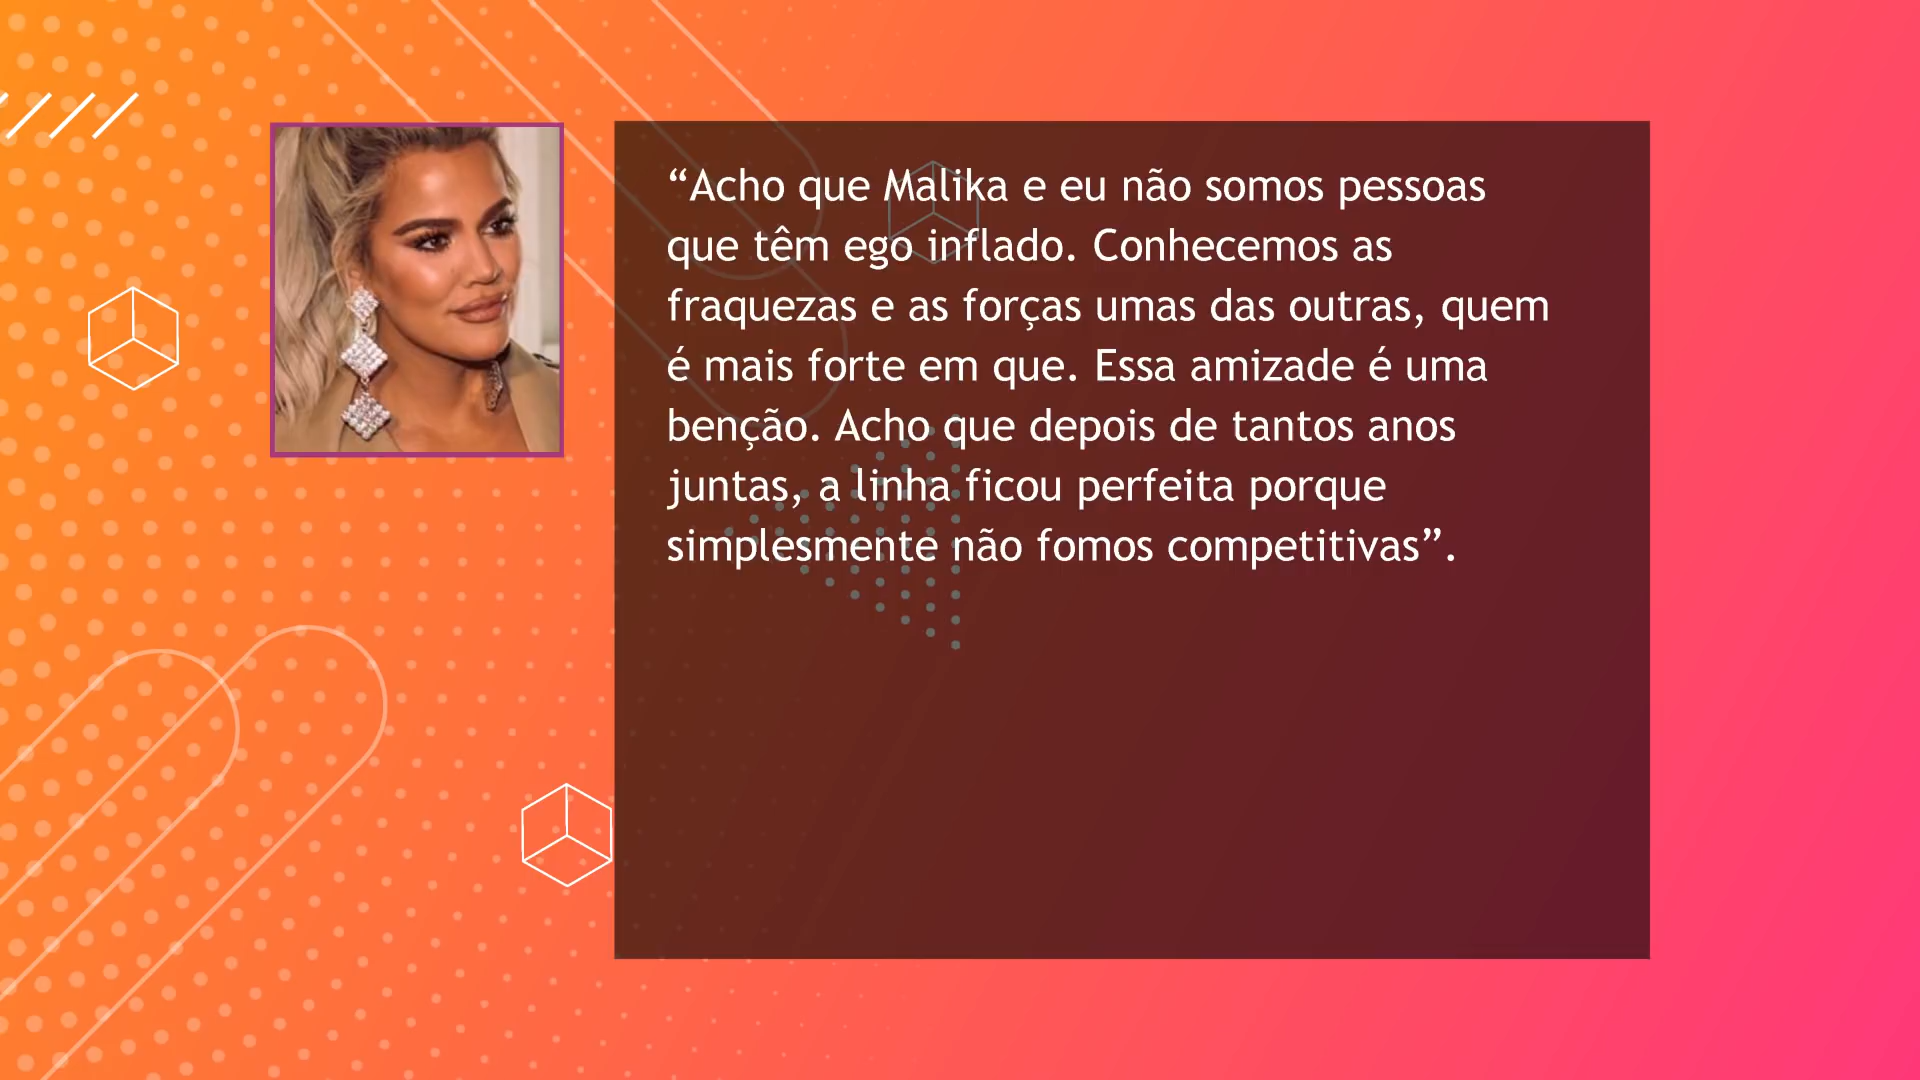 “Acho que Malika e eu não somos pessoas
que têm ego inflado. Conhecemos as
fraquezas e as forças umas das outras, quem
é mais forte em que. Essa amizade é uma
benção. Acho que depois de tantos anos
juntas, a linha ficou perfeita porque
simplesmente não fomos competitivas”.